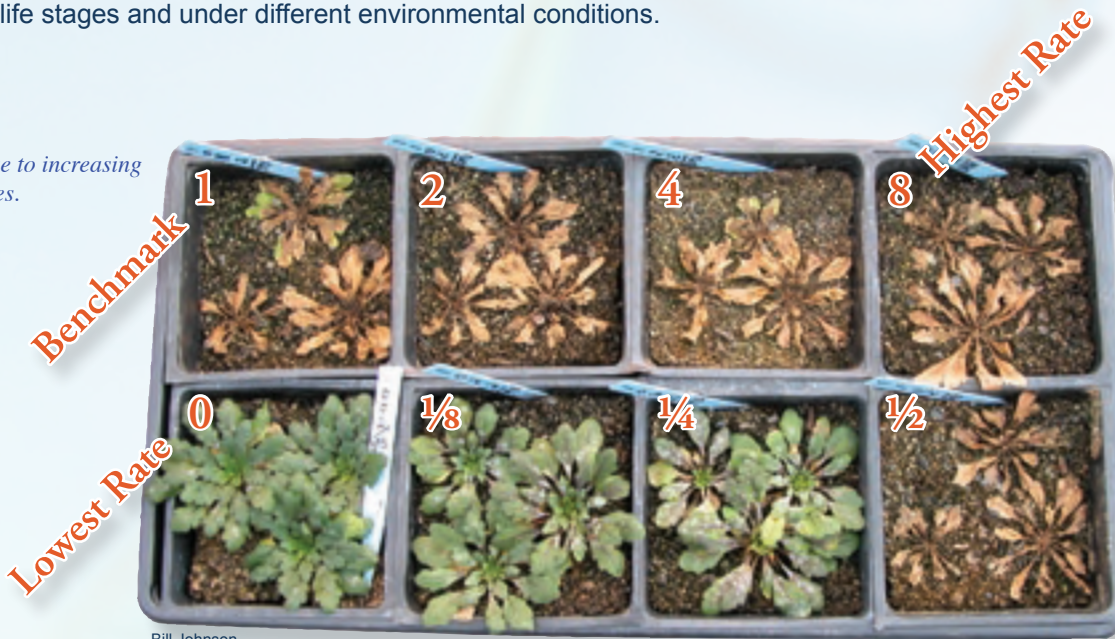 life stages and under different environmental conditions.
e to increasing
es.
Highest Rate
Benchmark
1
2
4
8
Lowest Rate
0
1/8
1/4
1/2
Bill Johnson